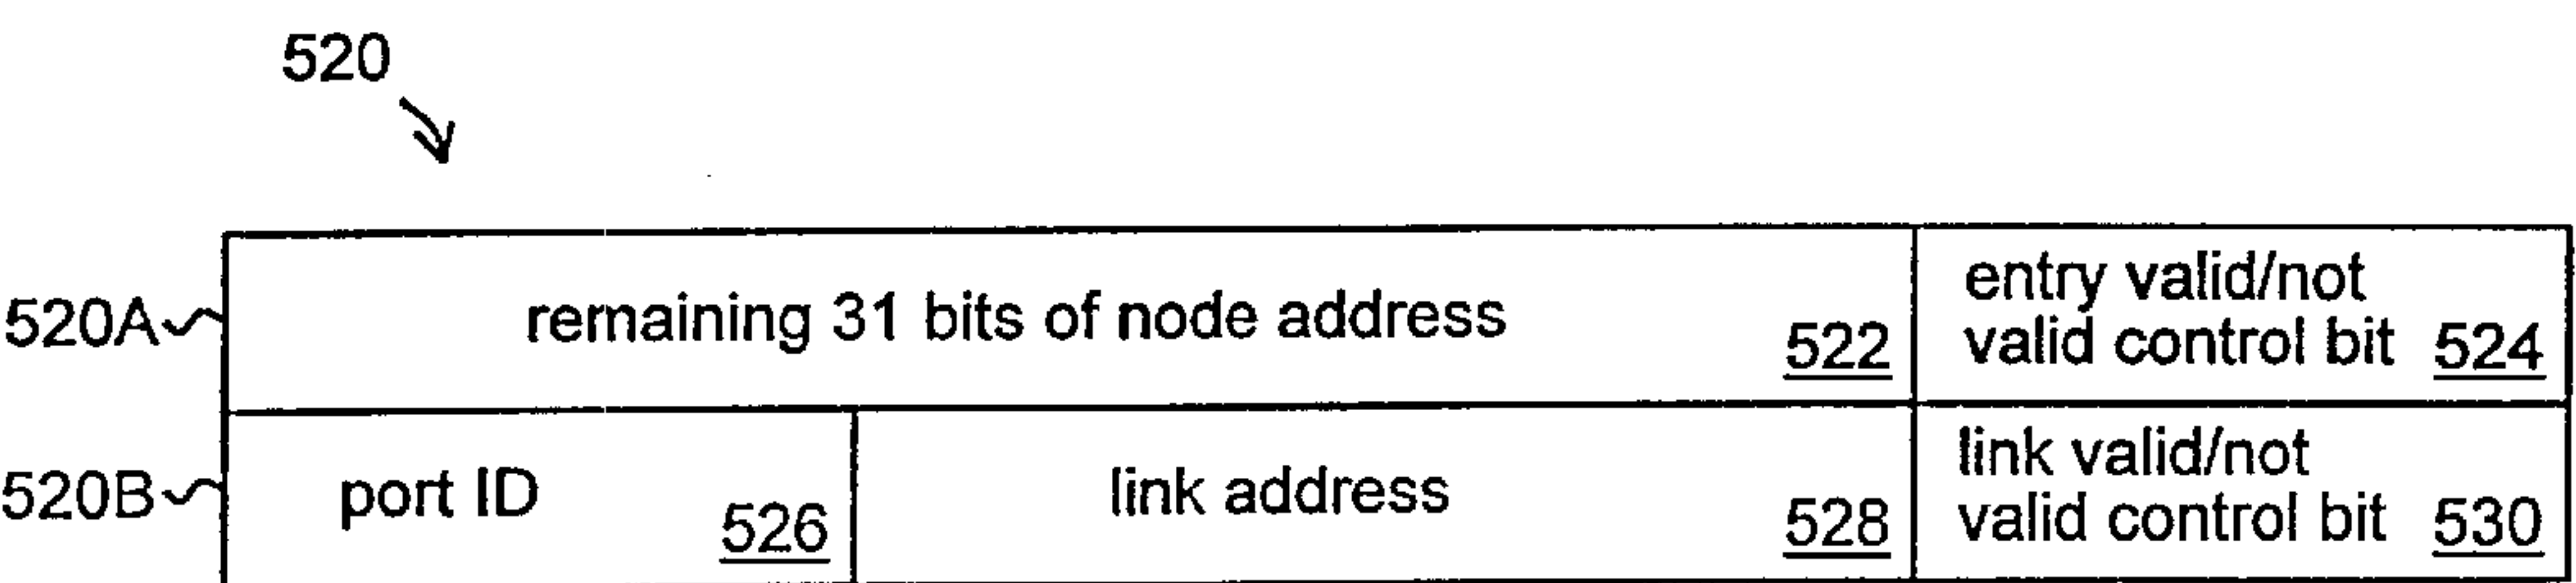 520
520A
remaining 31 bits of node address
522
entry valid/not
valid control bit 524
520B
port ID
526
link address
528
link valid/not
valid control bit 530